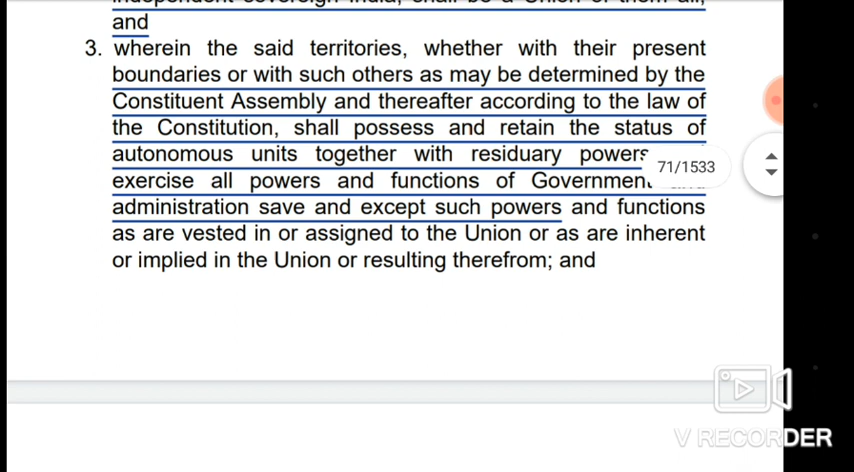 and
3. wherein the said territories, whether with their present
boundaries or with such others as may be determined by the
Constituent Assembly and thereafter according to the law of
the Constitution, shall possess and retain the status of
autonomous units together with residuary powers
71/1533
exercise all powers and functions of Government
administration save and except such powers and functions
as are vested in or assigned to the Union or as are inherent
or implied in the Union or resulting therefrom; and
V RECORDER